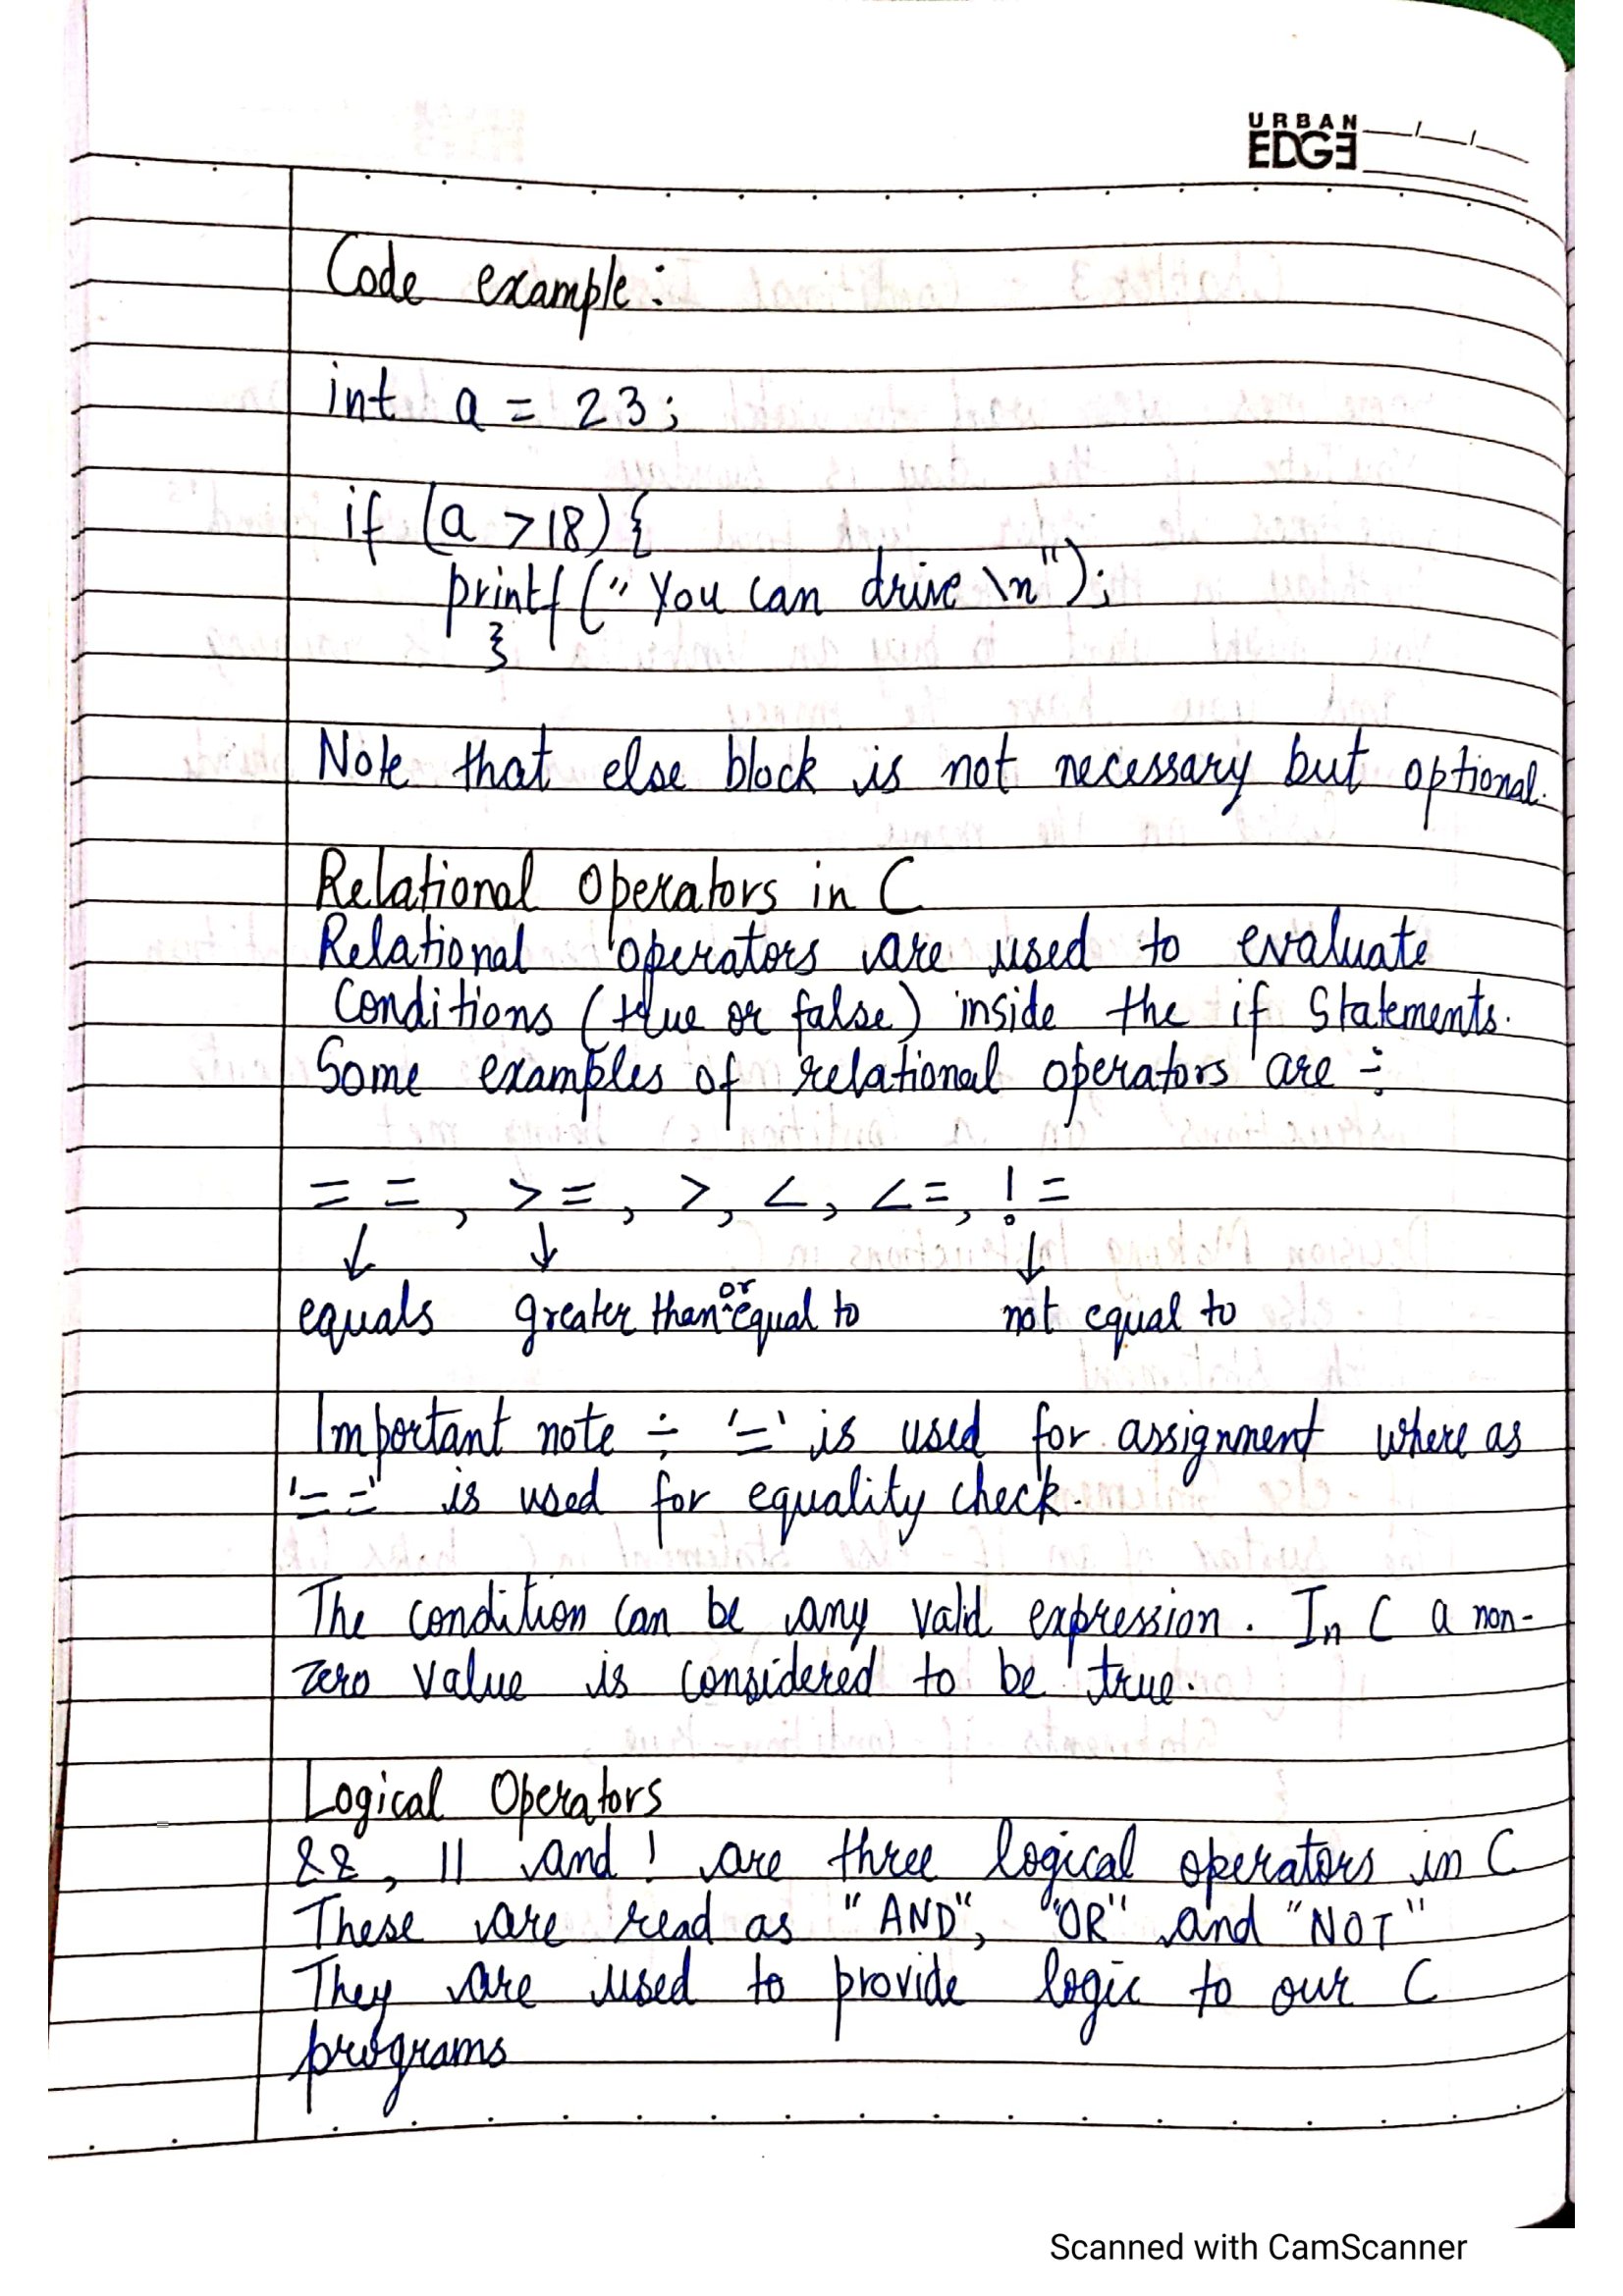 URBAN
EDGE
Code example:
int a = 23;
if (a >18) {
printf (" You can drive \n");
}
Note that else block is not necessary but optional.
Relational Operators in C
Relational operators are used to evaluate
Conditions (true or false) inside the if Statements.
Some examples of relational operators are ÷
= = , > = , > , < , < = , ! =
↓ ↓ ↓
equals greater than or equal to not equal to
Important note ÷ '=' is used for assignment where as
'= =' is used for equality check.
The condition can be any valid expression. In C a non-
zero value is considered to be true.
Logical Operators
&&, || and ! are three logical operators in C
These are read as "AND", "OR" and "NOT"
They are used to provide logic to our C
programs
Scanned with CamScanner